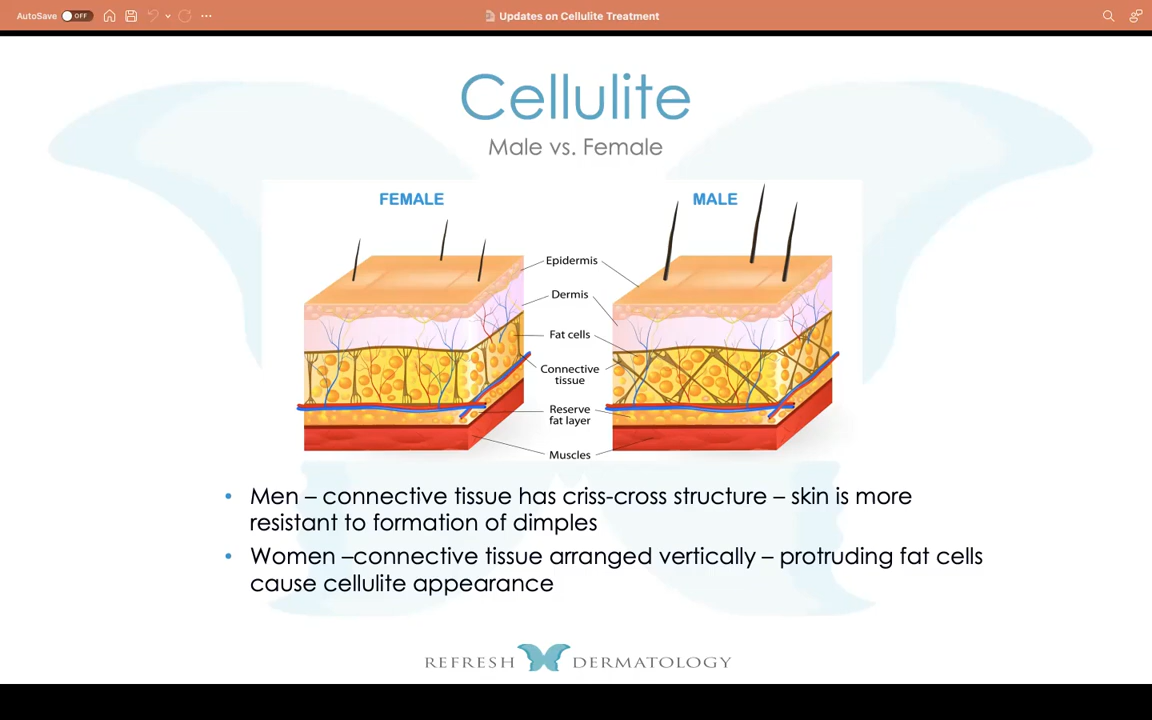 AutoSave OFF
Updates on Cellulite Treatment
Cellulite
Male vs. Female
FEMALE
MALE
Epidermis
Dermis
Fat cells
Connective
tissue
Reserve
fat layer
Muscles
• Men – connective tissue has criss-cross structure – skin is more
resistant to formation of dimples
• Women –connective tissue arranged vertically – protruding fat cells
cause cellulite appearance
REFRESH DERMATOLOGY